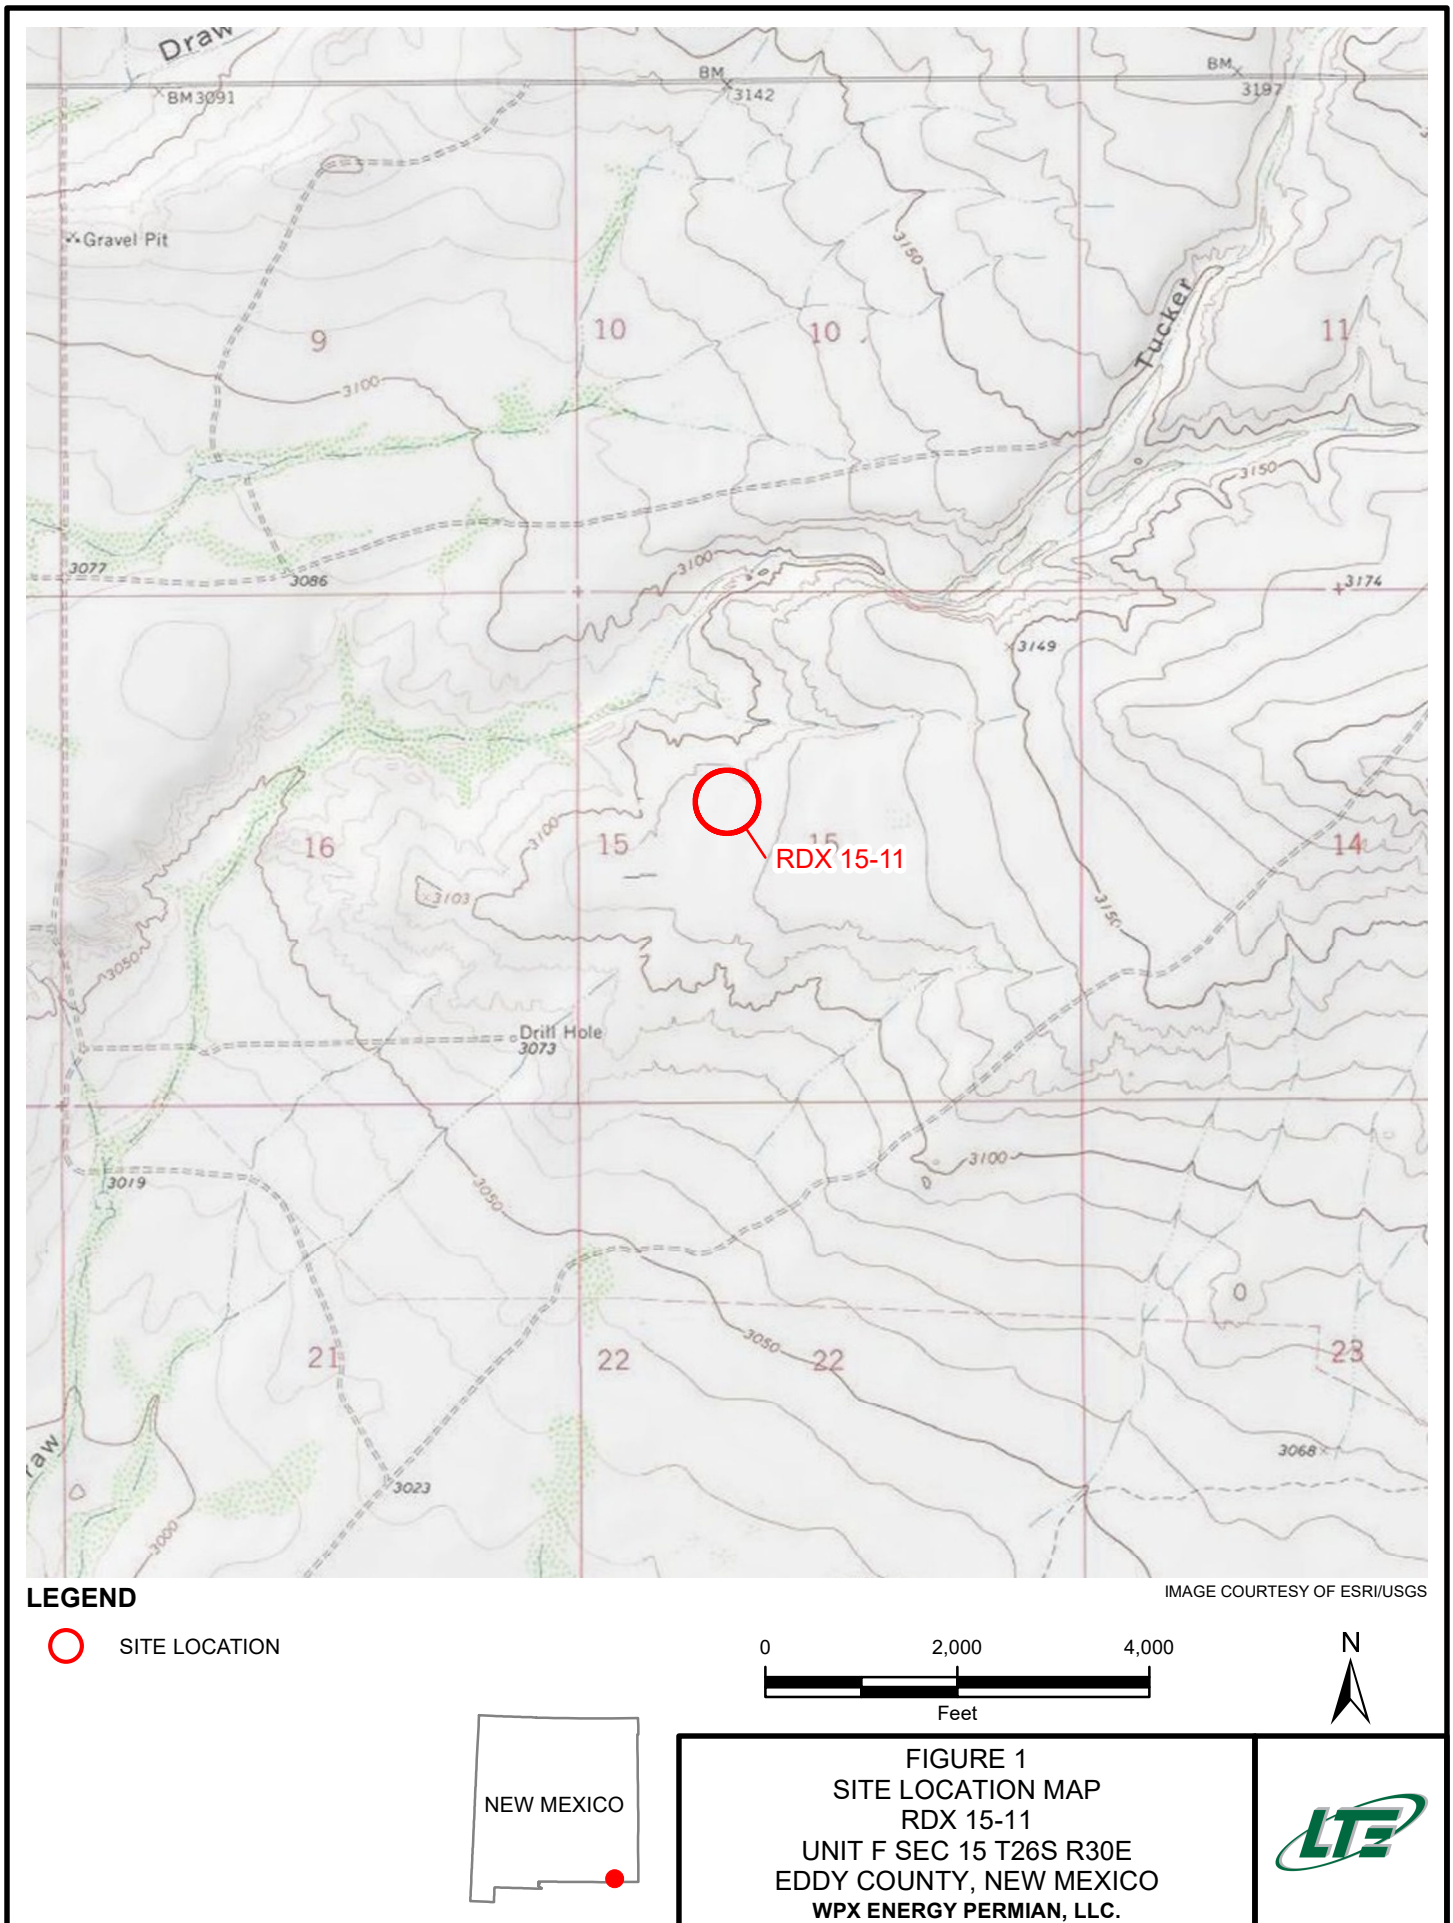 Draw
BM3091
BM
3142
BM
3197
Gravel Pit
3150
Tucker
9
10
10
11
3100
3150
3077
3086
3100
3174
3149
16
3100
15
15
RDX 15-11
14
3103
3150
3050
Drill Hole
3073
3019
3050
3100
21
22
3050
22
23
raw
3068
3023
3000
LEGEND
IMAGE COURTESY OF ESRI/USGS
SITE LOCATION
0 2,000 4,000
Feet
N
NEW MEXICO
FIGURE 1
SITE LOCATION MAP
RDX 15-11
UNIT F SEC 15 T26S R30E
EDDY COUNTY, NEW MEXICO
WPX ENERGY PERMIAN, LLC.
LTE